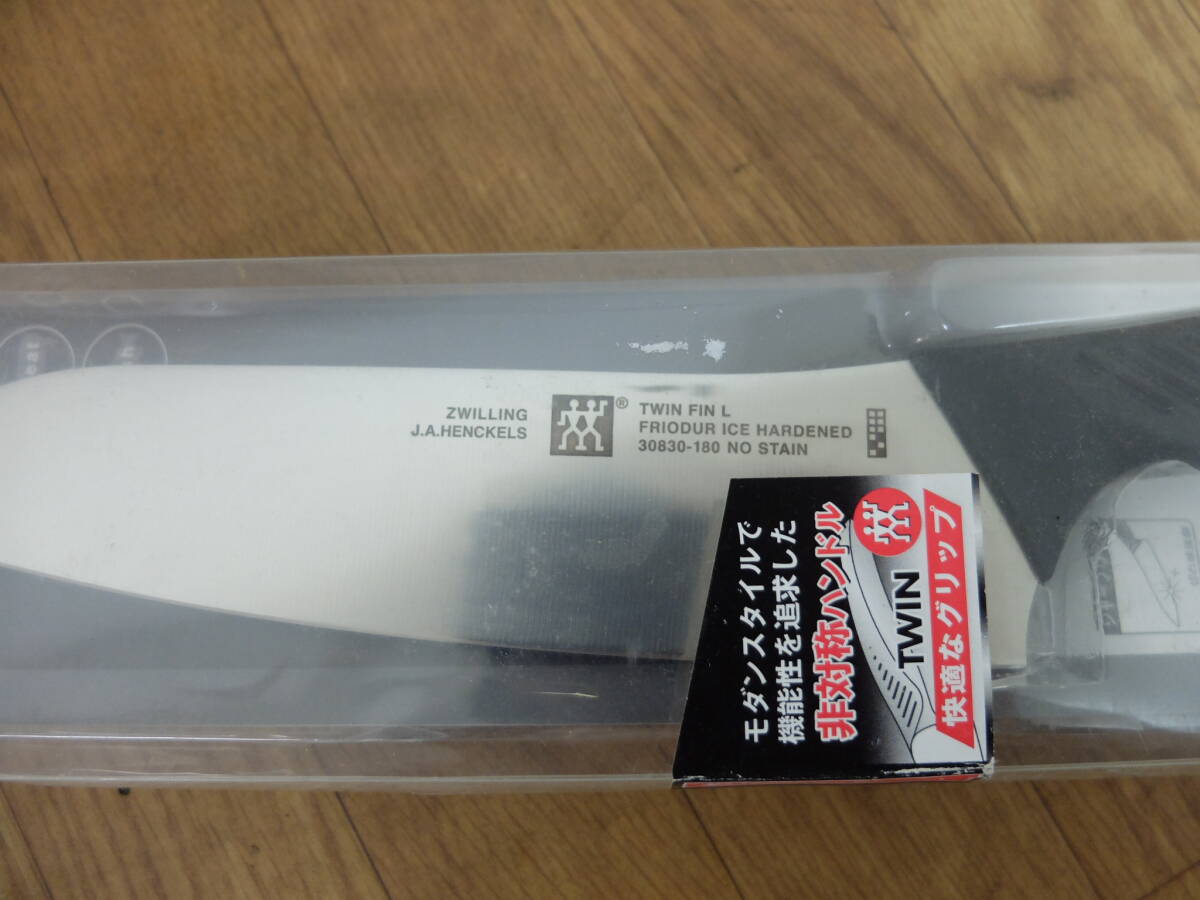 ZWILLING
J.A.HENCKELS
®
TWIN FIN L
FRIODUR ICE HARDENED
30830-180 NO STAIN
モダンスタイルで
機能性を追求した
非対称ハンドル
TWIN
快適なグリップ